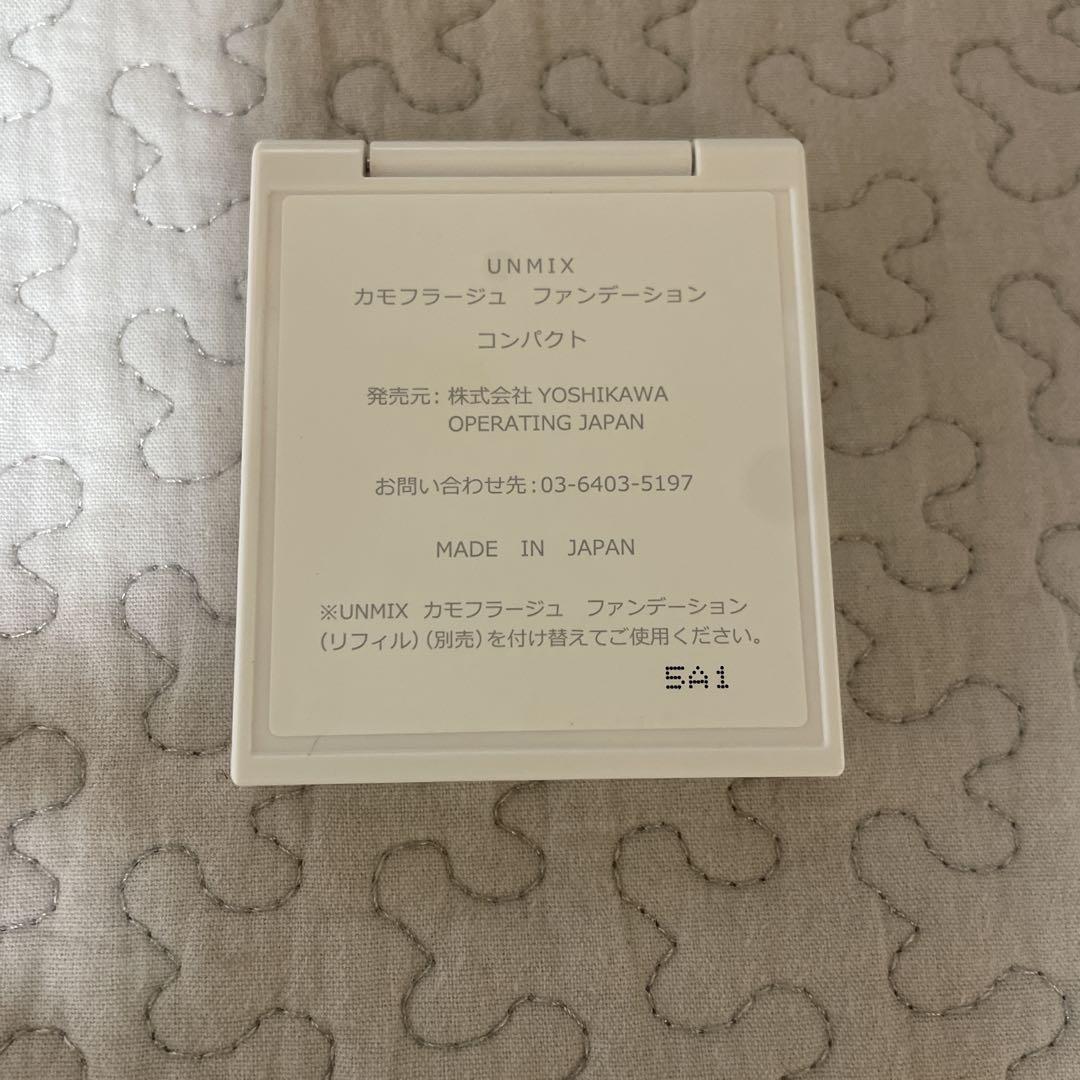 UNMIX
カモフラージュ　ファンデーション
コンパクト
発売元：株式会社 YOSHIKAWA
OPERATING JAPAN
お問い合わせ先：03-6403-5197
MADE IN JAPAN
※UNMIX カモフラージュ　ファンデーション
（リフィル）（別売）を付け替えてご使用ください。
5A1